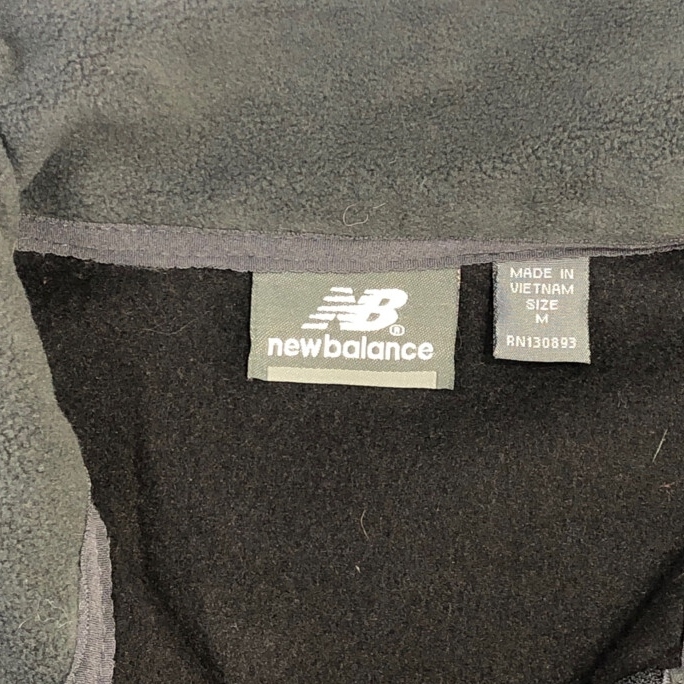 NB®
newbalance
MADE IN
VIETNAM
SIZE
M
RN130893